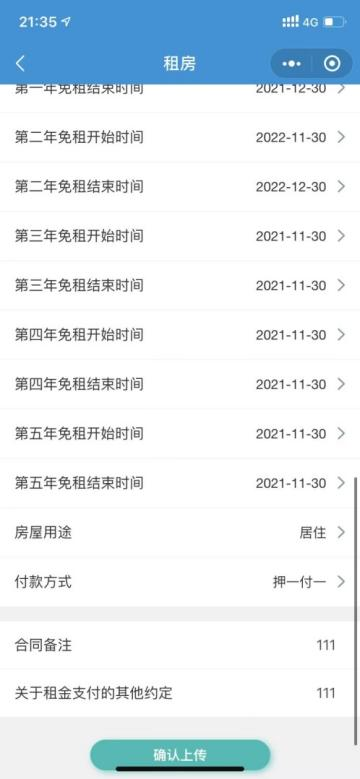 21:35 4G
租房
第一年免租结束时间 2021-12-30
第二年免租开始时间 2022-11-30
第二年免租结束时间 2022-12-30
第三年免租开始时间 2021-11-30
第三年免租结束时间 2021-11-30
第四年免租开始时间 2021-11-30
第四年免租结束时间 2021-11-30
第五年免租开始时间 2021-11-30
第五年免租结束时间 2021-11-30
房屋用途 居住
付款方式 押一付一
合同备注 111
关于租金支付的其他约定 111
确认上传